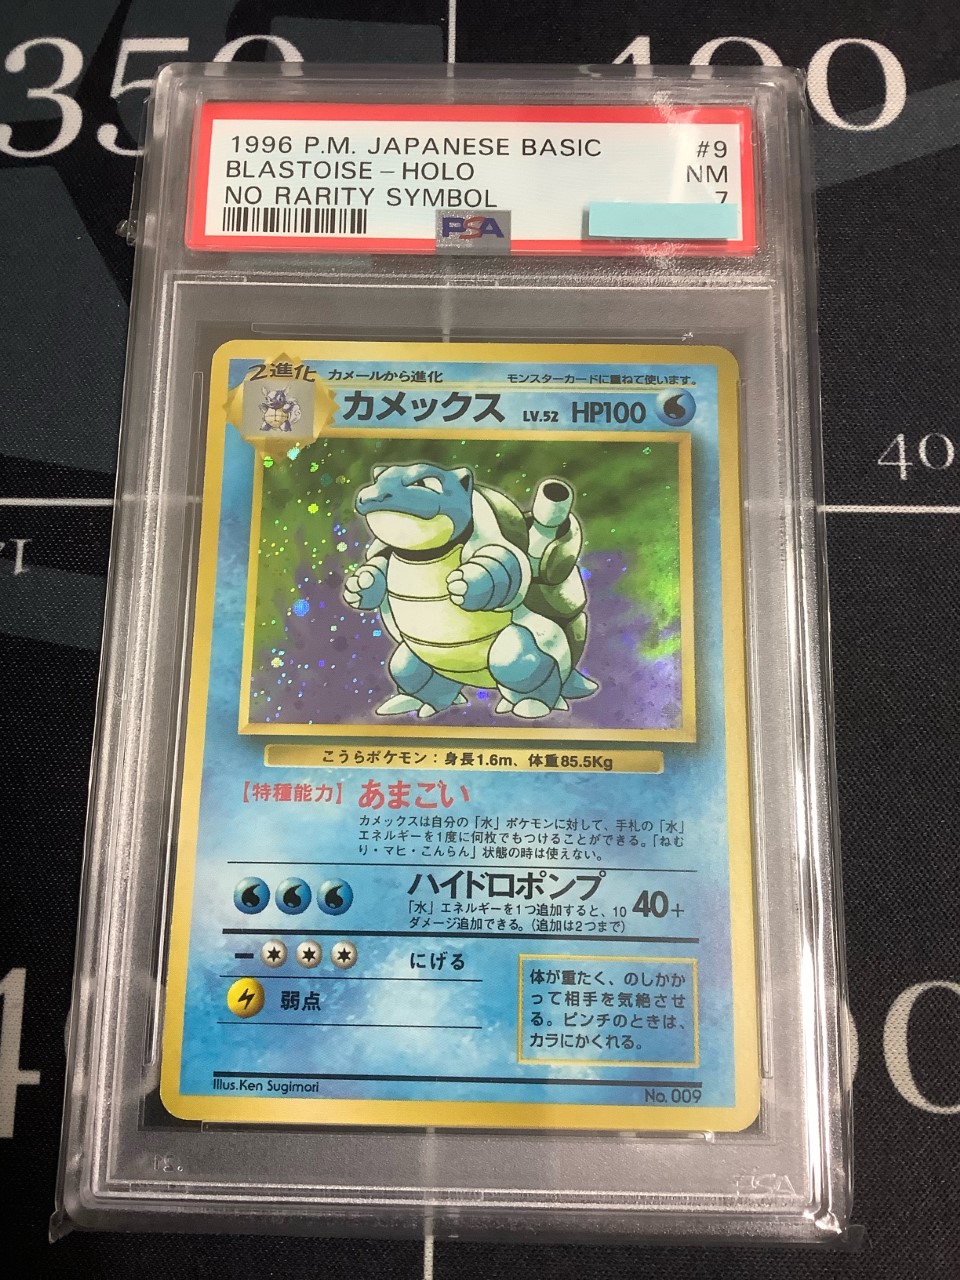 350
400
1996 P.M. JAPANESE BASIC #9
BLASTOISE – HOLO NM
NO RARITY SYMBOL 7
PSA
40
2進化 カメールから進化 モンスターカードに重ねて使います。
カメックス LV.52 HP100
こうらポケモン：身長1.6m、体重85.5Kg
【特種能力】あまごい
カメックスは自分の「水」ポケモンに対して、手札の「水」
エネルギーを1度に何枚でもつけることができる。「ねむ
り・マヒ・こんらん」状態の時は使えない。
ハイドロポンプ 40+
「水」エネルギーを1つ追加すると、10
ダメージ追加できる。(追加は2つまで)
にげる
弱点
体が重たく、のしかか
って相手を気絶させ
る。ピンチのときは、
カラにかくれる。
Illus.Ken Sugimori
No. 009
PSA